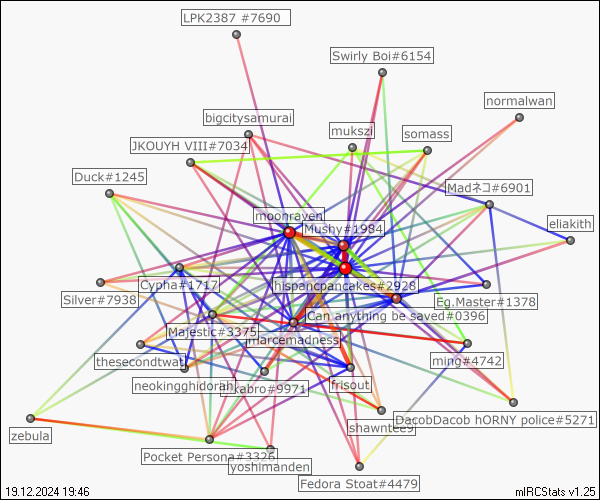 LPK2387 #7690
Swirly Boi#6154
normalwan
bigcitysamurai
mukszi
somass
JKOUYH VIII#7034
Duck#1245
Madネコ#6901
moonraven
Mushy#1984
eliakith
Cypha#1717
hispancpancakes#2928
Silver#7938
Eg.Master#1378
Can anything be saved#0396
Majestic#3375
marcemadness
thesecondtwat
ming#4742
neokingghidorah
kabro#9971
frisout
DacobDacob hORNY police#5271
shawntee9
zebula
Pocket Persona#3326
yoshimanden
Fedora Stoat#4479
19.12.2024 19:46
mIRCStats v1.25